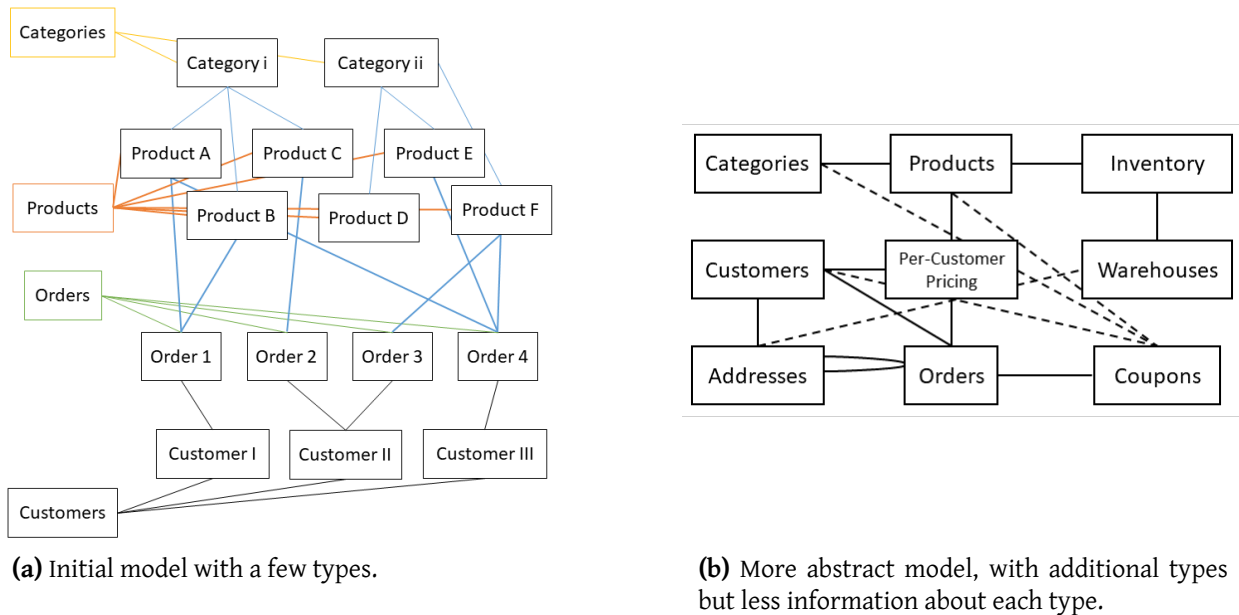 Categories
Category i
Category ii
Product A
Product C
Product E
Products
Product B
Product D
Product F
Orders
Order 1
Order 2
Order 3
Order 4
Customer I
Customer II
Customer III
Customers
(a) Initial model with a few types.
Categories
Products
Inventory
Customers
Per-Customer
Pricing
Warehouses
Addresses
Orders
Coupons
(b) More abstract model, with additional types
but less information about each type.